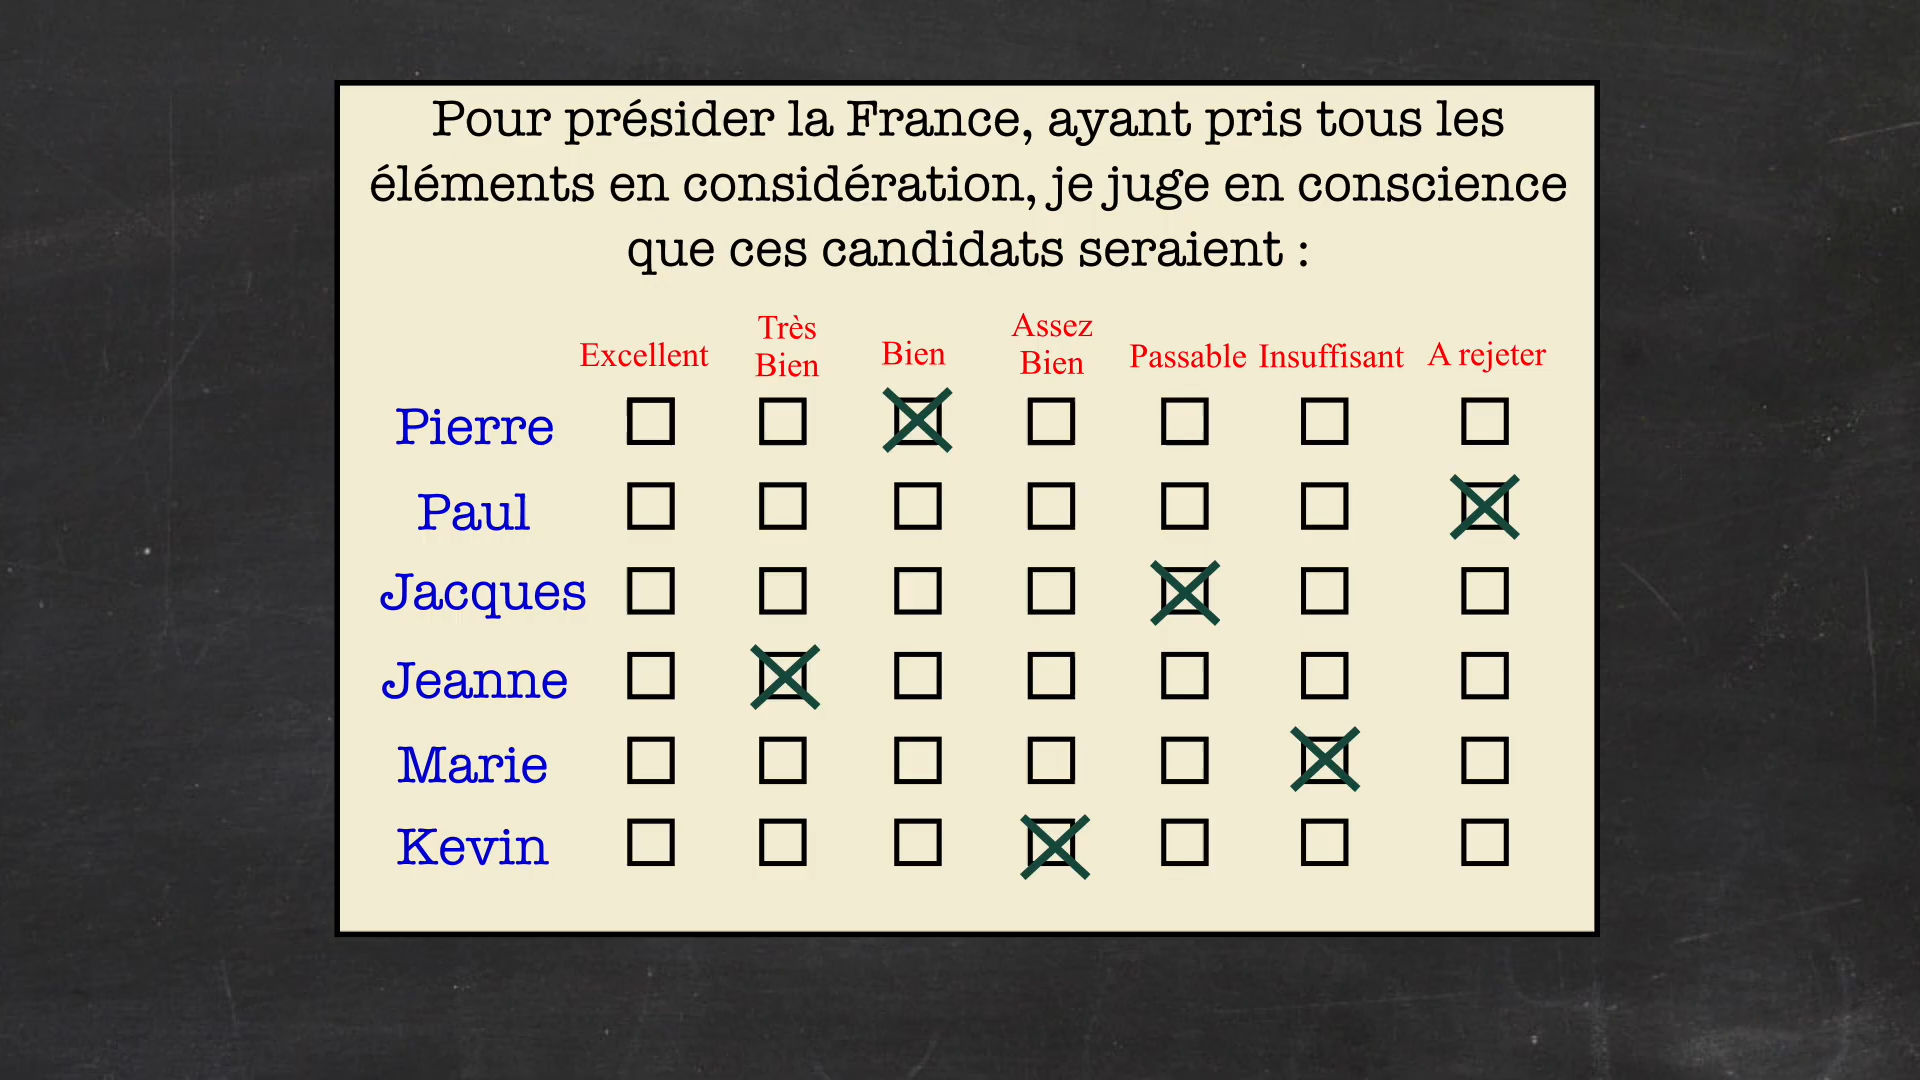 Pour présider la France, ayant pris tous les
éléments en considération, je juge en conscience
que ces candidats seraient :
Excellent Très Bien Bien Assez Bien Passable Insuffisant A rejeter
Pierre
Paul
Jacques
Jeanne
Marie
Kevin